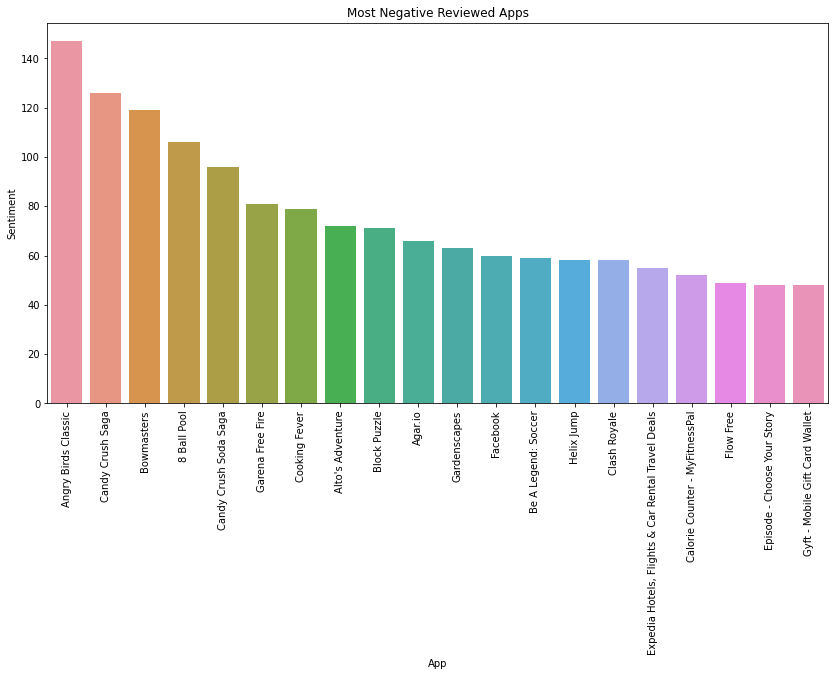 Most Negative Reviewed Apps
Sentiment
140
120
100
80
60
40
20
0
Angry Birds Classic
Candy Crush Saga
Bowmasters
8 Ball Pool
Candy Crush Soda Saga
Garena Free Fire
Cooking Fever
Alto's Adventure
Block Puzzle
Agar.io
Gardenscapes
Facebook
Be A Legend: Soccer
Helix Jump
Clash Royale
Expedia Hotels, Flights & Car Rental Travel Deals
Calorie Counter - MyFitnessPal
Flow Free
Episode - Choose Your Story
Gyft - Mobile Gift Card Wallet
App